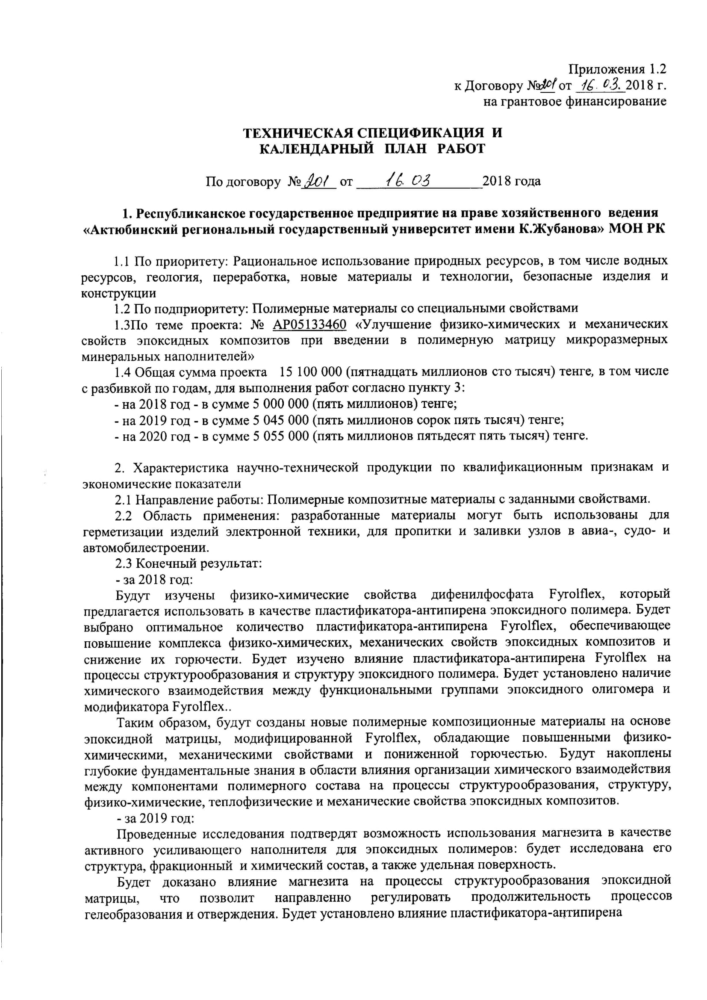 Приложения 1.2
к Договору №201 от 16.03.2018 г.
на грантовое финансирование
ТЕХНИЧЕСКАЯ СПЕЦИФИКАЦИЯ И
КАЛЕНДАРНЫЙ ПЛАН РАБОТ
По договору № 201 от 16.03 2018 года
1. Республиканское государственное предприятие на праве хозяйственного ведения
«Актюбинский региональный государственный университет имени К.Жубанова» МОН РК
1.1 По приоритету: Рациональное использование природных ресурсов, в том числе водных
ресурсов, геология, переработка, новые материалы и технологии, безопасные изделия и
конструкции
1.2 По подприоритету: Полимерные материалы со специальными свойствами
1.3По теме проекта: № АР05133460 «Улучшение физико-химических и механических
свойств эпоксидных композитов при введении в полимерную матрицу микроразмерных
минеральных наполнителей»
1.4 Общая сумма проекта 15 100 000 (пятнадцать миллионов сто тысяч) тенге, в том числе
с разбивкой по годам, для выполнения работ согласно пункту 3:
- на 2018 год - в сумме 5 000 000 (пять миллионов) тенге;
- на 2019 год - в сумме 5 045 000 (пять миллионов сорок пять тысяч) тенге;
- на 2020 год - в сумме 5 055 000 (пять миллионов пятьдесят пять тысяч) тенге.
2. Характеристика научно-технической продукции по квалификационным признакам и
экономические показатели
2.1 Направление работы: Полимерные композитные материалы с заданными свойствами.
2.2 Область применения: разработанные материалы могут быть использованы для
герметизации изделий электронной техники, для пропитки и заливки узлов в авиа-, судо- и
автомобилестроении.
2.3 Конечный результат:
- за 2018 год:
Будут изучены физико-химические свойства дифенилфосфата Fyrolflex, который
предлагается использовать в качестве пластификатора-антипирена эпоксидного полимера. Будет
выбрано оптимальное количество пластификатора-антипирена Fyrolflex, обеспечивающее
повышение комплекса физико-химических, механических свойств эпоксидных композитов и
снижение их горючести. Будет изучено влияние пластификатора-антипирена Fyrolflex на
процессы структурообразования и структуру эпоксидного полимера. Будет установлено наличие
химического взаимодействия между функциональными группами эпоксидного олигомера и
модификатора Fyrolflex..
Таким образом, будут созданы новые полимерные композиционные материалы на основе
эпоксидной матрицы, модифицированной Fyrolflex, обладающие повышенными физико-
химическими, механическими свойствами и пониженной горючестью. Будут накоплены
глубокие фундаментальные знания в области влияния организации химического взаимодействия
между компонентами полимерного состава на процессы структурообразования, структуру,
физико-химические, теплофизические и механические свойства эпоксидных композитов.
- за 2019 год:
Проведенные исследования подтвердят возможность использования магнезита в качестве
активного усиливающего наполнителя для эпоксидных полимеров: будет исследована его
структура, фракционный и химический состав, а также удельная поверхность.
Будет доказано влияние магнезита на процессы структурообразования эпоксидной
матрицы, что позволит направленно регулировать продолжительность процессов
гелеобразования и отверждения. Будет установлено влияние пластификатора-антипирена